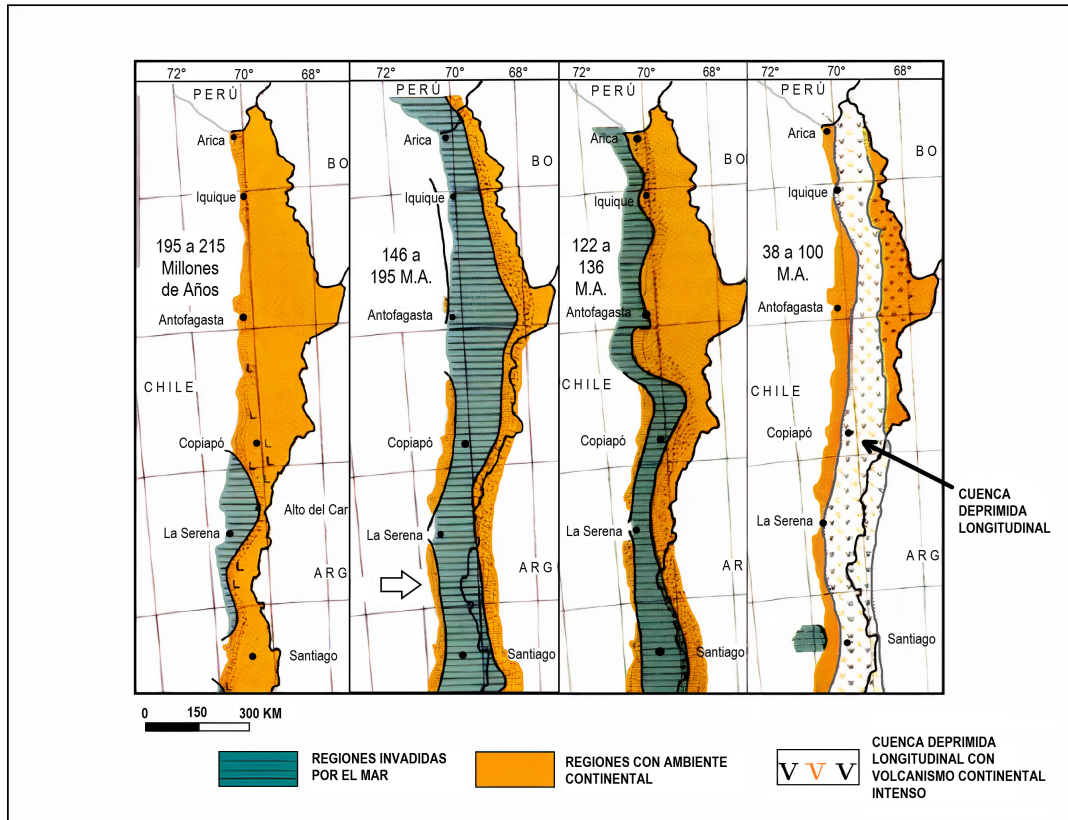 72° 70° 68°
PERÚ
Arica
BO
Iquique
195 a 215
Millones
de Años
Antofagasta
CHILE
Copiapó
Alto del Car
La Serena
ARG
Santiago
72° 70° 68°
PERÚ
Arica
BO
Iquique
146 a
195 M.A.
Antofagasta
Copiapó
La Serena
ARG
Santiago
70° 68°
PERÚ
Arica
BO
Iquique
122 a
136
M.A.
Antofagasta
CHILE
Copiapó
La Serena
AR
Santiago
72° 70° 68°
PERÚ
Arica
BO
Iquique
38 a 100
M.A.
Antofagasta
CHILE
Copiapó
La Serena
ARG
Santiago
CUENCA
DEPRIMIDA
LONGITUDINAL
0 150 300 KM
REGIONES INVADIDAS
POR EL MAR
REGIONES CON AMBIENTE
CONTINENTAL
V V V
CUENCA DEPRIMIDA
LONGITUDINAL CON
VOLCANISMO CONTINENTAL
INTENSO